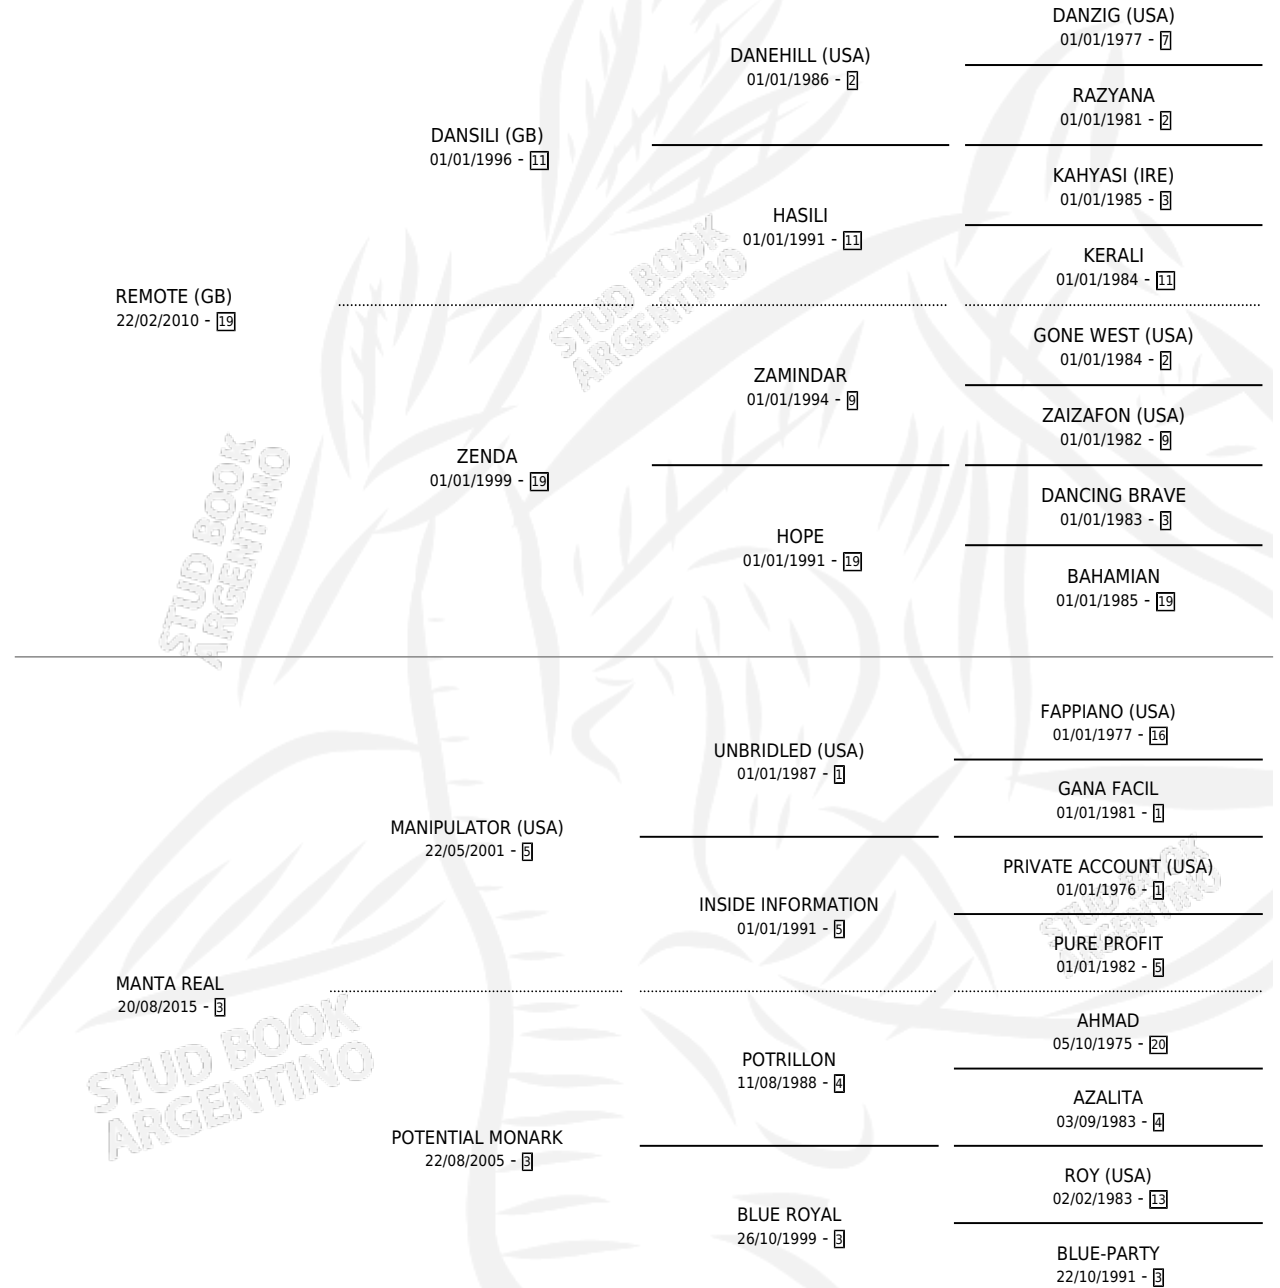 DANZIG (USA)
01/01/1977 - 7
DANEHILL (USA)
01/01/1986 - 2
RAZYANA
01/01/1981 - 2
DANSILI (GB)
01/01/1996 - 11
KAHYASI (IRE)
01/01/1985 - 3
HASILI
01/01/1991 - 11
KERALI
01/01/1984 - 11
REMOTE (GB)
22/02/2010 - 19
GONE WEST (USA)
01/01/1984 - 2
ZAMINDAR
01/01/1994 - 9
ZAIZAFON (USA)
01/01/1982 - 9
ZENDA
01/01/1999 - 19
DANCING BRAVE
01/01/1983 - 3
HOPE
01/01/1991 - 19
BAHAMIAN
01/01/1985 - 19
STUD BOOK
ARGENTINO
STUD BOOK
ARGENTINO
FAPPIANO (USA)
01/01/1977 - 16
UNBRIDLED (USA)
01/01/1987 - 1
GANA FACIL
01/01/1981 - 1
MANIPULATOR (USA)
22/05/2001 - 5
PRIVATE ACCOUNT (USA)
01/01/1976 - 1
INSIDE INFORMATION
01/01/1991 - 5
PURE PROFIT
01/01/1982 - 5
STUD BOOK
ARGENTINO
MANTA REAL
20/08/2015 - 3
AHMAD
05/10/1975 - 20
POTRILLON
11/08/1988 - 4
AZALITA
03/09/1983 - 4
POTENTIAL MONARK
22/08/2005 - 3
ROY (USA)
02/02/1983 - 13
BLUE ROYAL
26/10/1999 - 3
BLUE-PARTY
22/10/1991 - 3
STUD BOOK
ARGENTINO